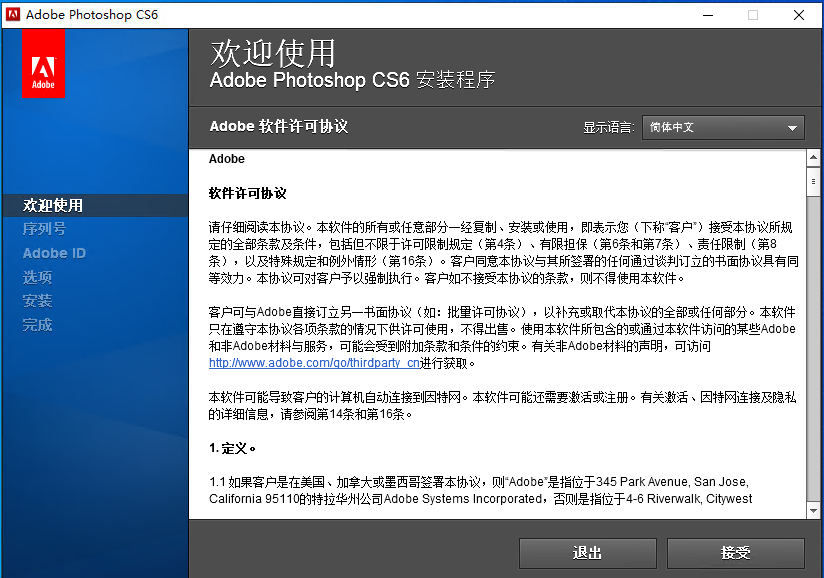 Adobe Photoshop CS6
Adobe
欢迎使用
Adobe Photoshop CS6 安装程序
Adobe 软件许可协议
显示语言:
简体中文
欢迎使用
序列号
Adobe ID
选项
安装
完成
Adobe
软件许可协议
请仔细阅读本协议。本软件的所有或任意部分一经复制、安装或使用，即表示您（下称“客户”）接受本协议所规
定的全部条款及条件，包括但不限于许可限制规定（第4条）、有限担保（第6条和第7条）、责任限制（第8
条），以及特殊规定和例外情形（第16条）。客户同意本协议与其所签署的任何通过谈判订立的书面协议具有同
等效力。本协议可对客户予以强制执行。客户如不接受本协议的条款，则不得使用本软件。
客户可与Adobe直接订立另一书面协议（如：批量许可协议），以补充或取代本协议的全部或任何部分。本软件
只在遵守本协议各项条款的情况下供许可使用，不得出售。使用本软件所包含的或通过本软件访问的某些Adobe
和非Adobe材料与服务，可能会受到附加条款和条件的约束。有关非Adobe材料的声明，可访问
http://www.adobe.com/go/thirdparty_cn进行获取。
本软件可能导致客户的计算机自动连接到因特网。本软件可能还需要激活或注册。有关激活、因特网连接及隐私
的详细信息，请参阅第14条和第16条。
1. 定义。
1.1 如果客户是在美国、加拿大或墨西哥签署本协议，则“Adobe”是指位于345 Park Avenue, San Jose,
California 95110的特拉华州公司Adobe Systems Incorporated，否则是指位于4-6 Riverwalk, Citywest
退出
接受